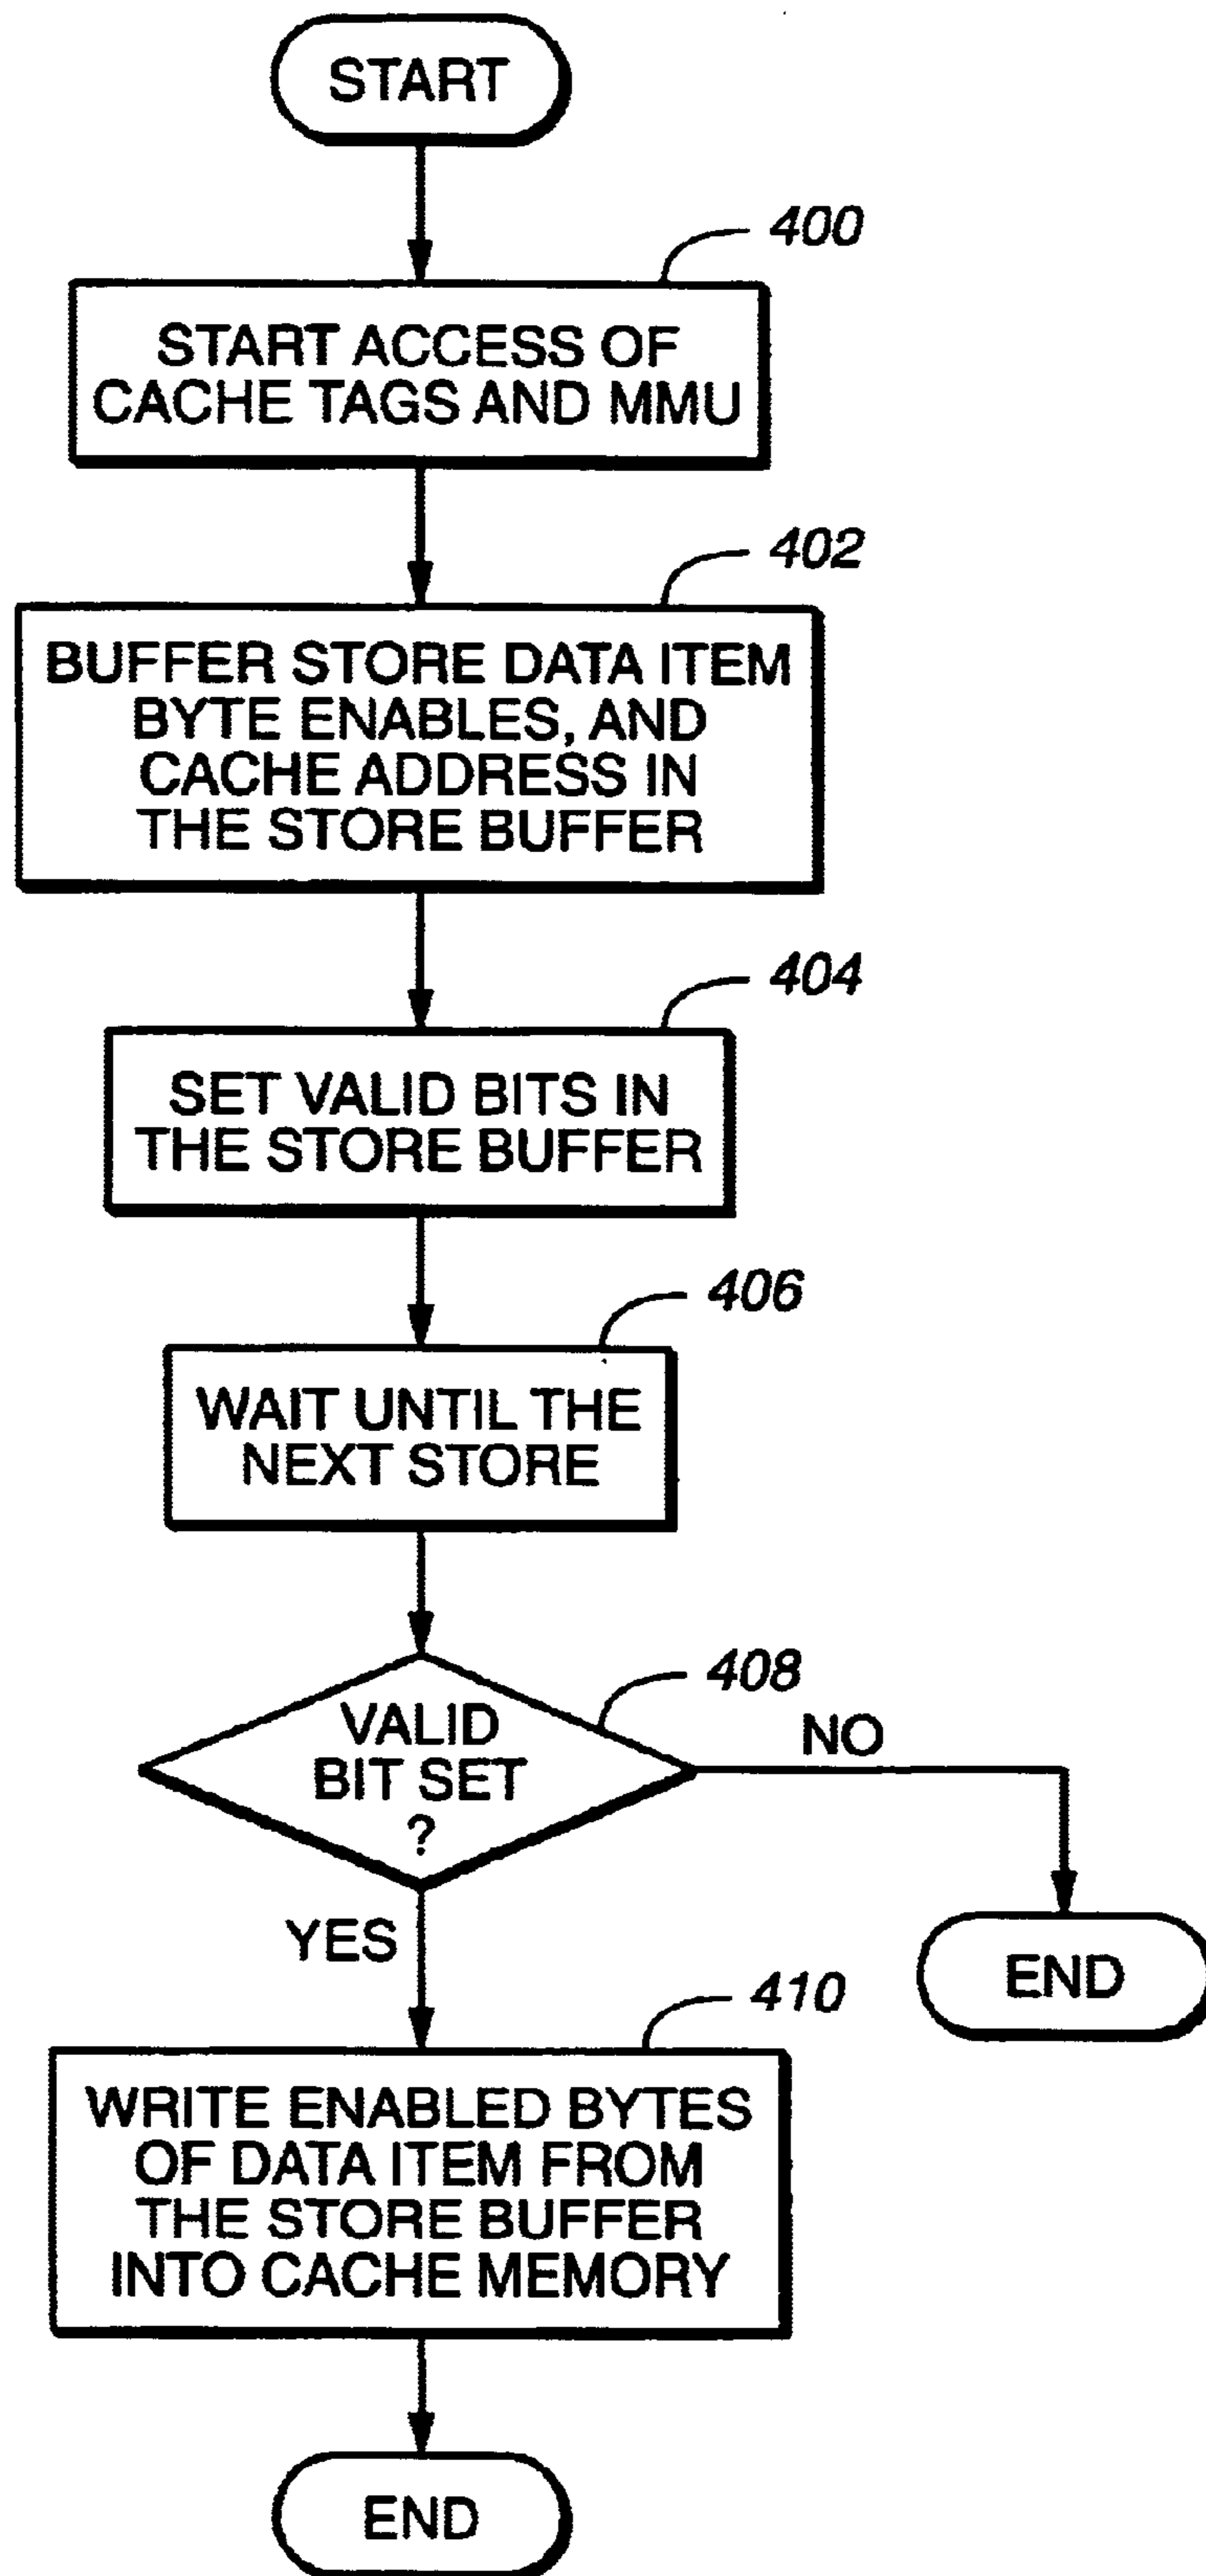 START
400
START ACCESS OF
CACHE TAGS AND MMU
402
BUFFER STORE DATA ITEM
BYTE ENABLES, AND
CACHE ADDRESS IN
THE STORE BUFFER
404
SET VALID BITS IN
THE STORE BUFFER
406
WAIT UNTIL THE
NEXT STORE
408
VALID
BIT SET
?
NO
YES
END
410
WRITE ENABLED BYTES
OF DATA ITEM FROM
THE STORE BUFFER
INTO CACHE MEMORY
END